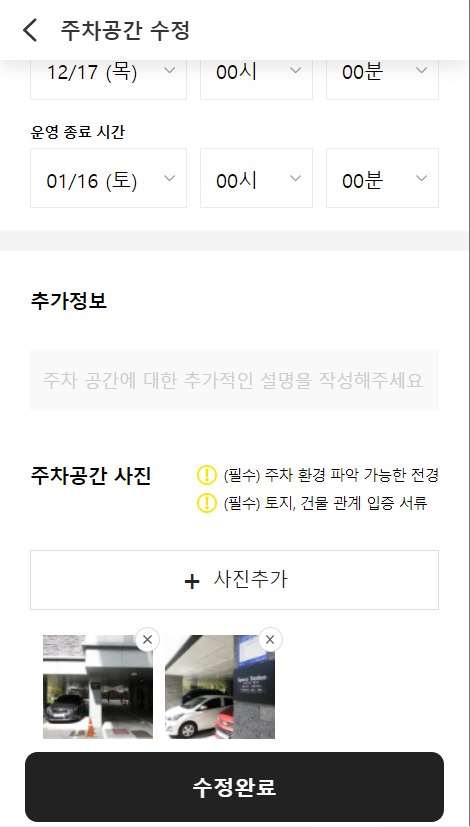 주차공간 수정
12/17 (목) 00시 00분
운영 종료 시간
01/16 (토) 00시 00분
추가정보
주차 공간에 대한 추가적인 설명을 작성해주세요
주차공간 사진 (필수) 주차 환경 파악 가능한 전경
(필수) 토지, 건물 관계 입증 서류
+ 사진추가
수정완료